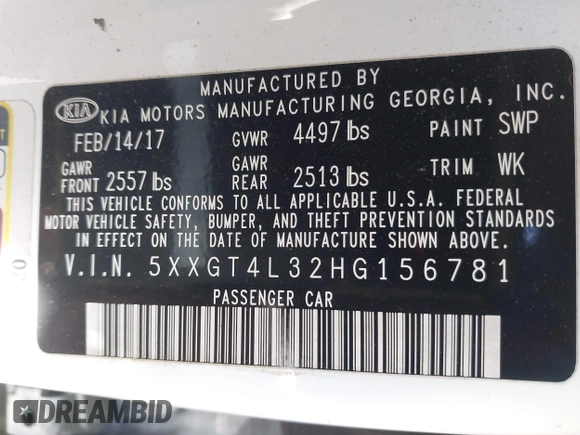 MANUFACTURED BY
KIA KIA MOTORS MANUFACTURING GEORGIA, INC.
FEB/14/17 GVWR 4497 lbs PAINT SWP
GAWR FRONT 2557 lbs GAWR REAR 2513 lbs TRIM WK
THIS VEHICLE CONFORMS TO ALL APPLICABLE U.S.A. FEDERAL
MOTOR VEHICLE SAFETY, BUMPER, AND THEFT PREVENTION STANDARDS
IN EFFECT ON THE DATE OF MANUFACTURE SHOWN ABOVE.
V.I.N. 5XXGT4L32HG156781
PASSENGER CAR
DREAMBID